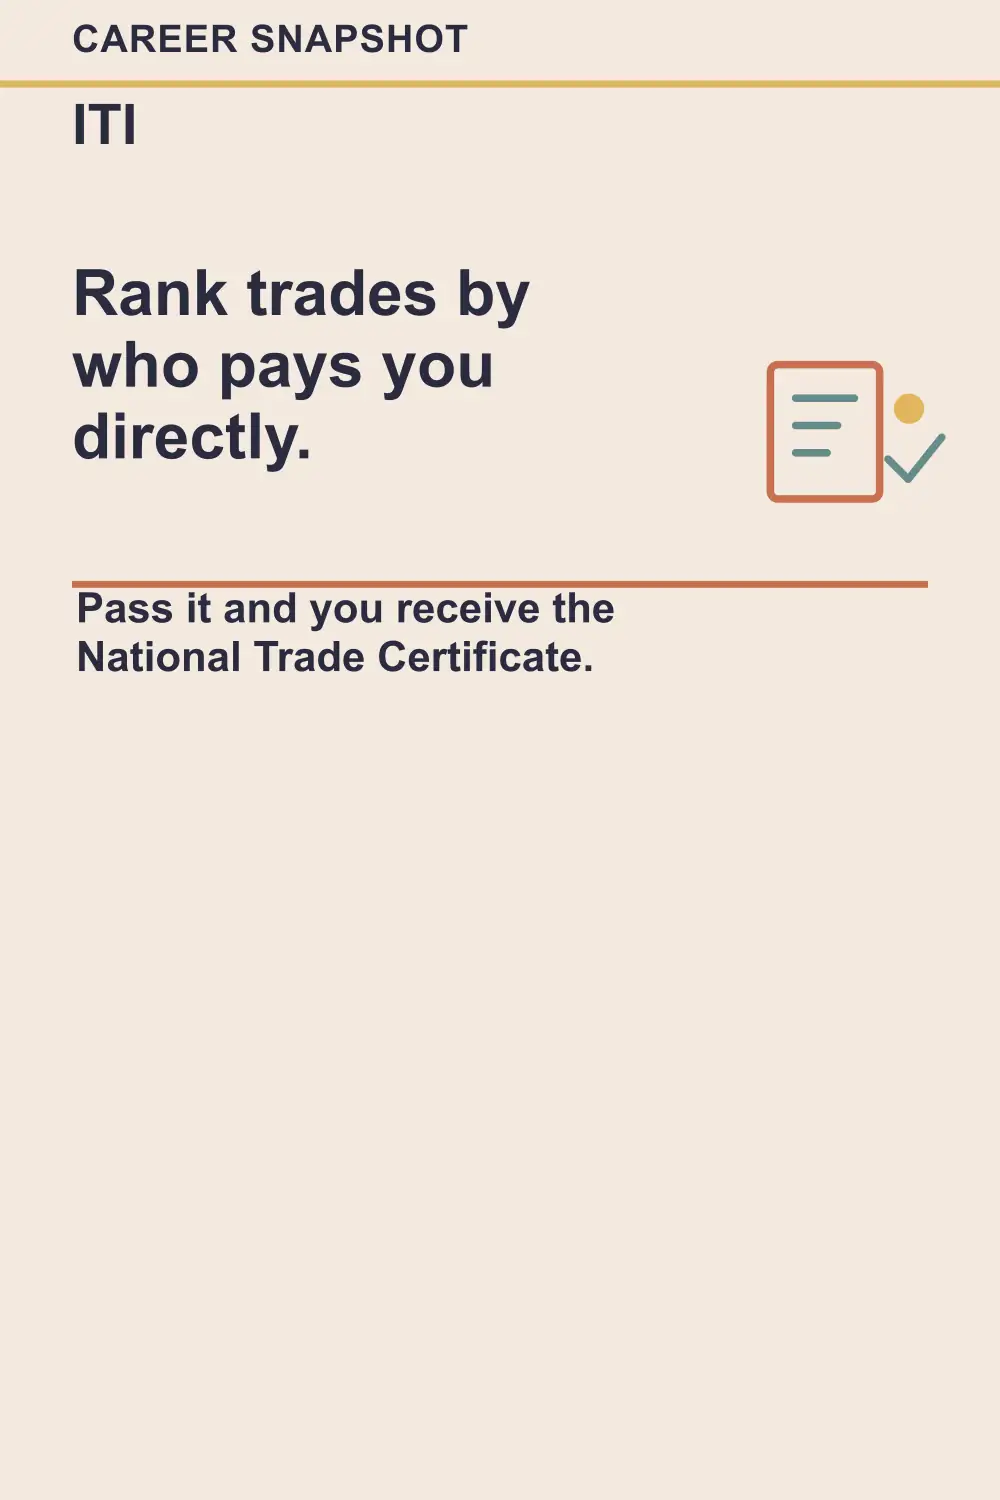 CAREER SNAPSHOT
ITI
Rank trades by
who pays you
directly.
Pass it and you receive the
National Trade Certificate.